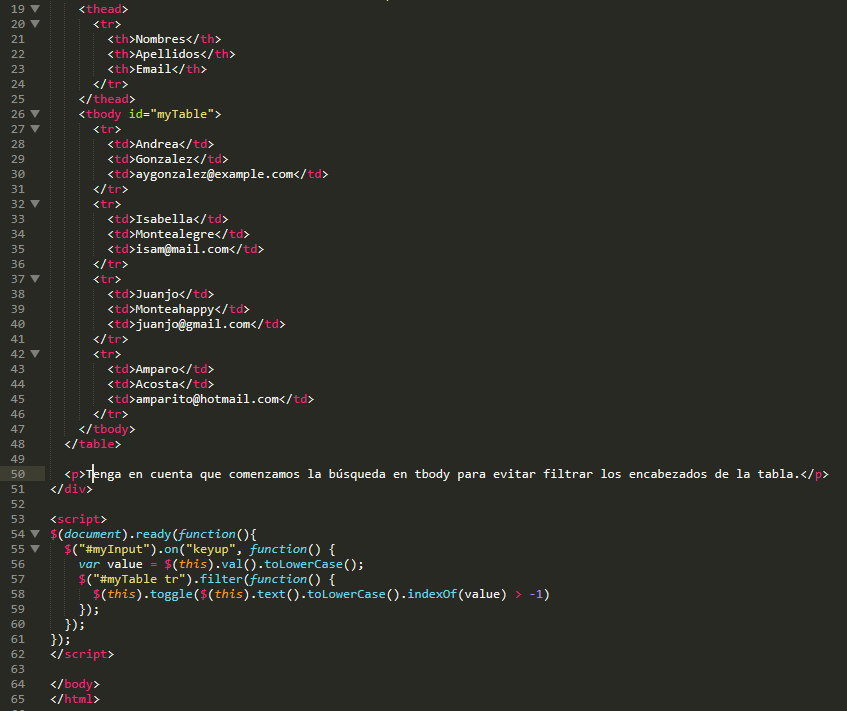 19 <thead>
20 <tr>
21 <th>Nombres</th>
22 <th>Apellidos</th>
23 <th>Email</th>
24 </tr>
25 </thead>
26 <tbody id="myTable">
27 <tr>
28 <td>Andrea</td>
29 <td>Gonzalez</td>
30 <td>aygonzalez@example.com</td>
31 </tr>
32 <tr>
33 <td>Isabella</td>
34 <td>Montealegre</td>
35 <td>isam@mail.com</td>
36 </tr>
37 <tr>
38 <td>Juanjo</td>
39 <td>Monteahappy</td>
40 <td>juanjo@gmail.com</td>
41 </tr>
42 <tr>
43 <td>Amparo</td>
44 <td>Acosta</td>
45 <td>amparito@hotmail.com</td>
46 </tr>
47 </tbody>
48 </table>
49
50 <p>Tenga en cuenta que comenzamos la búsqueda en tbody para evitar filtrar los encabezados de la tabla.</p>
51 </div>
52
53 <script>
54 $(document).ready(function(){
55 $("#myInput").on("keyup", function() {
56 var value = $(this).val().toLowerCase();
57 $("#myTable tr").filter(function() {
58 $(this).toggle($(this).text().toLowerCase().indexOf(value) > -1)
59 });
60 });
61 });
62 </script>
63
64 </body>
65 </html>